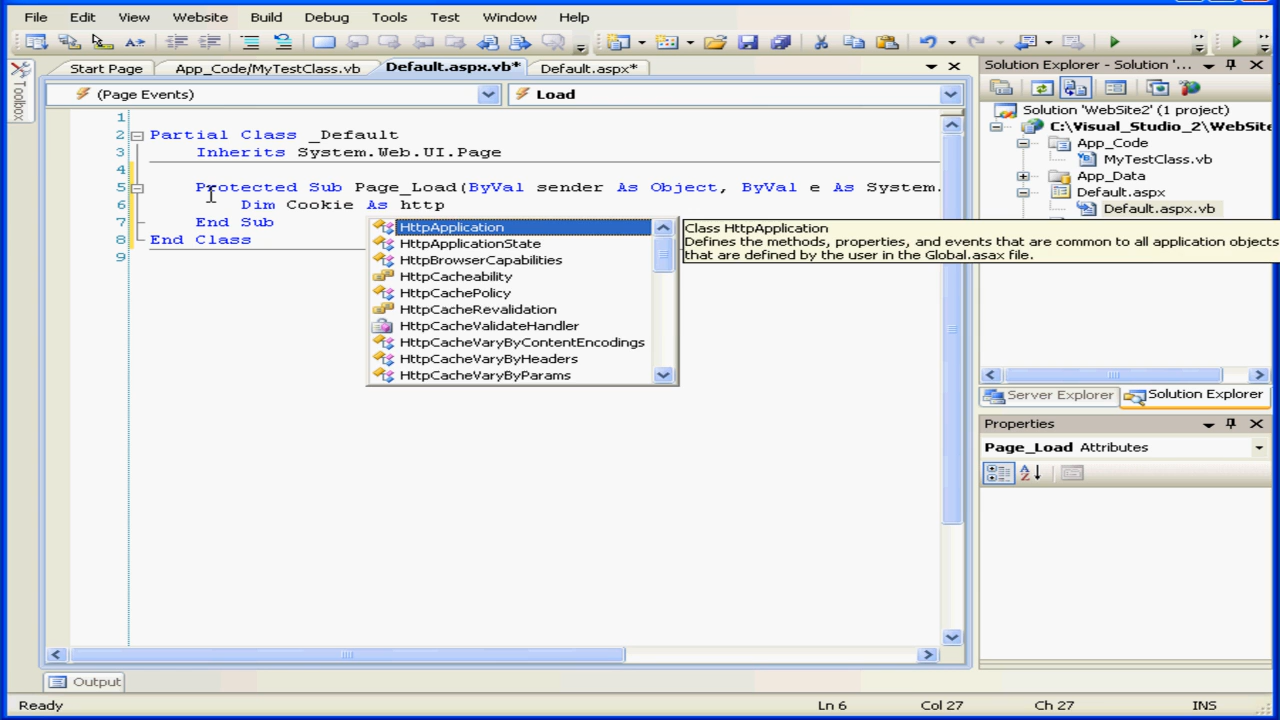 File Edit View Website Build Debug Tools Test Window Help
Start Page App_Code/MyTestClass.vb Default.aspx.vb* Default.aspx*
Toolbox
(Page Events) Load
1
2 Partial Class _Default
3 Inherits System.Web.UI.Page
4
5 Protected Sub Page_Load(ByVal sender As Object, ByVal e As System.
6 Dim Cookie As http
7 End Sub
8 End Class
9
HttpApplication
HttpApplicationState
HttpBrowserCapabilities
HttpCacheability
HttpCachePolicy
HttpCacheRevalidation
HttpCacheValidateHandler
HttpCacheVaryByContentEncodings
HttpCacheVaryByHeaders
HttpCacheVaryByParams
Class HttpApplication
Defines the methods, properties, and events that are common to all application objects
that are defined by the user in the Global.asax file.
Solution Explorer - Solution '...
Solution 'WebSite2' (1 project)
C:\Visual_Studio_2\WebSite
App_Code
MyTestClass.vb
App_Data
Default.aspx
Default.aspx.vb
Server Explorer Solution Explorer
Properties
Page_Load Attributes
Output
Ready Ln 6 Col 27 Ch 27 INS